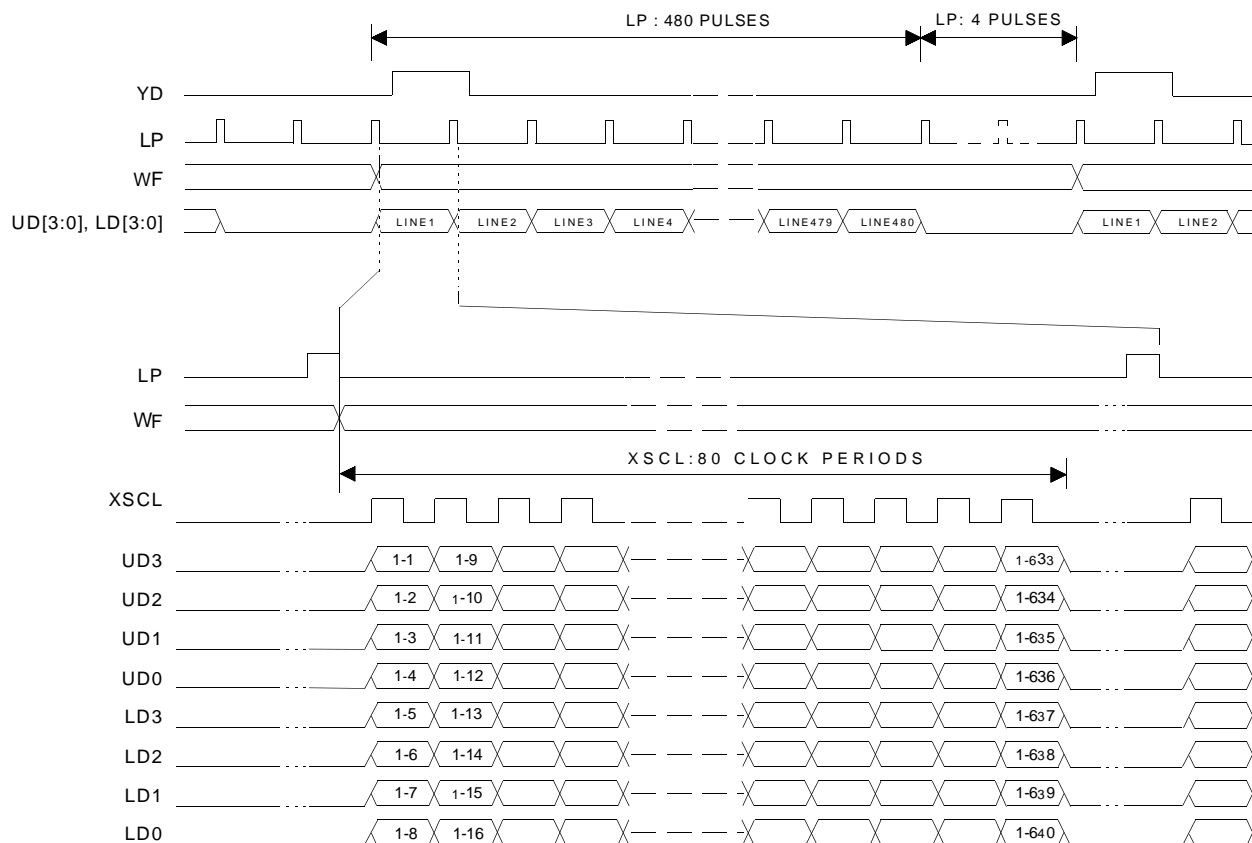 LP : 480 PULSES LP: 4 PULSES
YD
LP
WF
UD[3:0], LD[3:0] LINE1 LINE2 LINE3 LINE4 LINE479 LINE480 LINE1 LINE2
LP
WF
XSCL:80 CLOCK PERIODS
XSCL
UD3 1-1 1-9 1-633
UD2 1-2 1-10 1-634
UD1 1-3 1-11 1-635
UD0 1-4 1-12 1-636
LD3 1-5 1-13 1-637
LD2 1-6 1-14 1-638
LD1 1-7 1-15 1-639
LD0 1-8 1-16 1-640